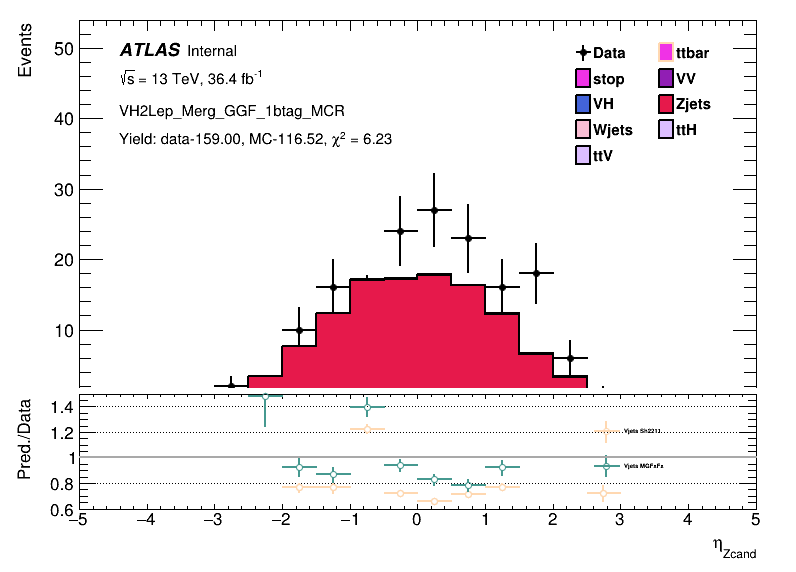 Events
50
40
30
20
10
ATLAS Internal
√s = 13 TeV, 36.4 fb⁻¹
VH2Lep_Merg_GGF_1btag_MCR
Yield: data-159.00, MC-116.52, χ² = 6.23
Data
ttbar
stop
VV
VH
Zjets
Wjets
ttH
ttV
Pred./Data
1.4
1.2
1
0.8
0.6
Vjets Sh2211
Vjets MGFxFx
−5 −4 −3 −2 −1 0 1 2 3 4 5
η_Zcand